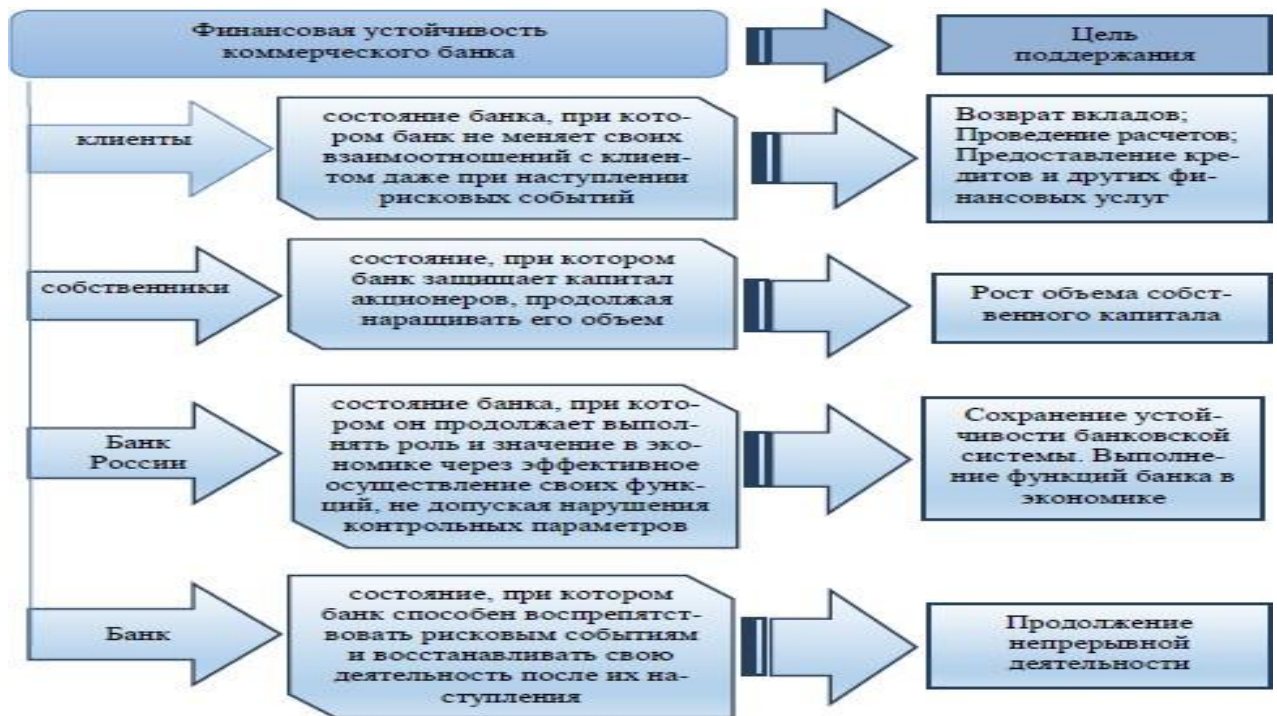 Финансовая устойчивость
коммерческого банка
Цель
поддержания
клиенты
состояние банка, при кото-
ром банк не меняет своих
взаимоотношений с клиен-
том даже при наступлении
рисковых событий
Возврат вкладов;
Проведение расчетов;
Предоставление кре-
дитов и других фи-
нансовых услуг
собственники
состояние, при котором
банк защищает капитал
акционеров, продолжая
наращивать его объем
Рост объема собст-
венного капитала
Банк
России
состояние банка, при кото-
ром он продолжает выпол-
нять роль и значение в эко-
номике через эффективное
осуществление своих функ-
ций, не допуская нарушения
контрольных параметров
Сохранение устой-
чивости банковской
системы. Выполне-
ние функций банка в
экономике
Банк
состояние, при котором
банк способен воспрепятст-
вовать рисковым событиям
и восстанавливать свою
деятельность после их на-
ступления
Продолжение
непрерывной
деятельности